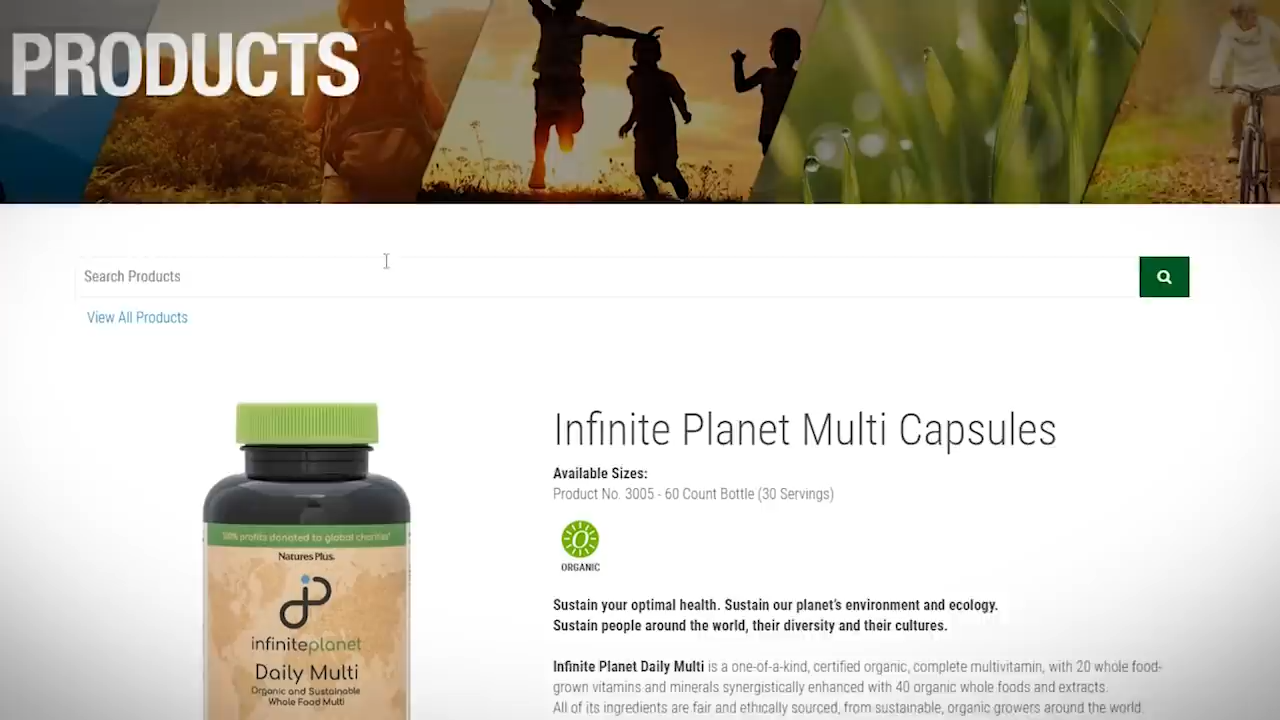 PRODUCTS
Search Products
View All Products
100% profits donated to global charities*
NaturesPlus.
infiniteplanet
Daily Multi
Organic and Sustainable
Whole Food Multi
Infinite Planet Multi Capsules
Available Sizes:
Product No. 3005 - 60 Count Bottle (30 Servings)
ORGANIC
Sustain your optimal health. Sustain our planet's environment and ecology.
Sustain people around the world, their diversity and their cultures.
Infinite Planet Daily Multi is a one-of-a-kind, certified organic, complete multivitamin, with 20 whole food-
grown vitamins and minerals synergistically enhanced with 40 organic whole foods and extracts.
All of its ingredients are fair and ethically sourced, from sustainable, organic growers around the world.